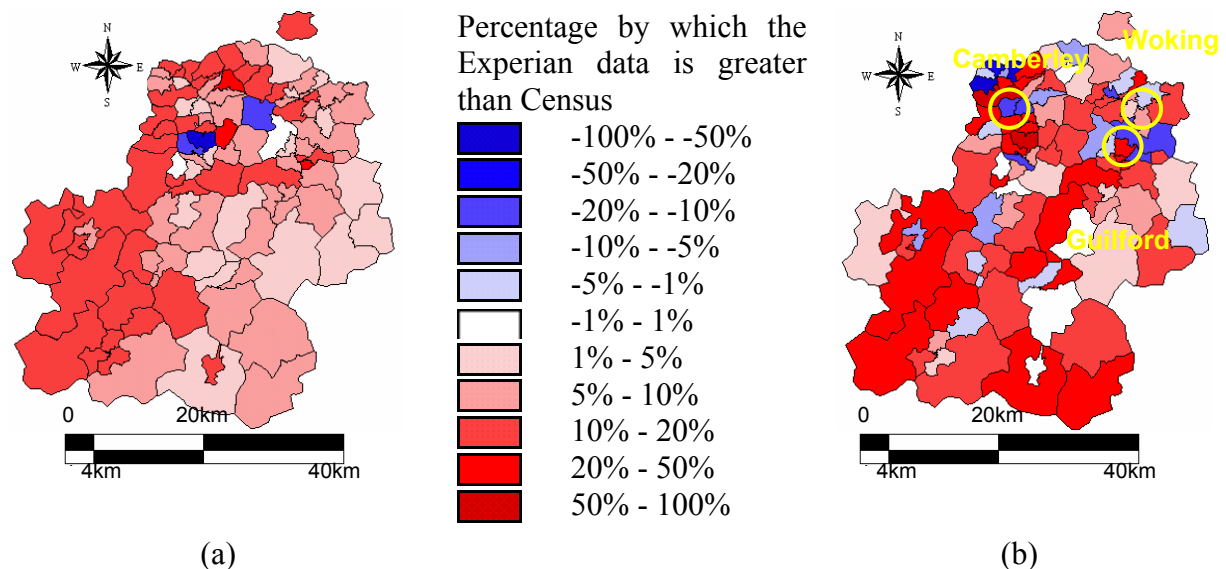 N
W E
S
0 20km
4km 40km
(a)
Percentage by which the
Experian data is greater
than Census
-100% - -50%
-50% - -20%
-20% - -10%
-10% - -5%
-5% - -1%
-1% - 1%
1% - 5%
5% - 10%
10% - 20%
20% - 50%
50% - 100%
N
W E
S
Camberley
Woking
Guilford
0 20km
4km 40km
(b)